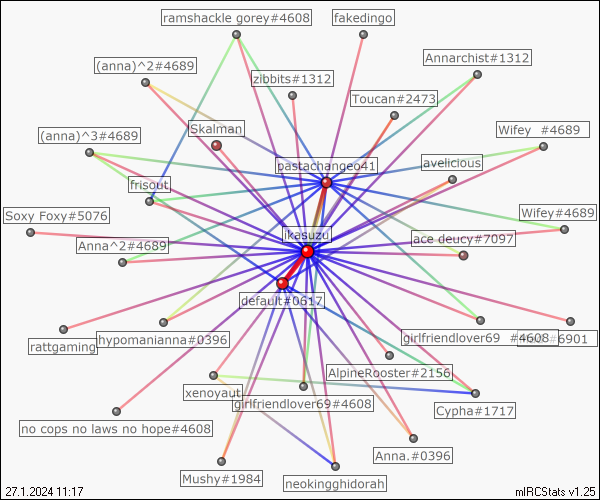 ramshackle gorey#4608
fakedingo
(anna)^2#4689
Annarchist#1312
zibbits#1312
Toucan#2473
(anna)^3#4689
Skalman
Wifey #4689
pastachangeo41
avelicious
frisout
Soxy Foxy#5076
Wifey#4689
ikasuzu
Anna^2#4689
ace deucy#7097
default#0617
rattgaming
hypomanianna#0396
girlfriendlover69 #4608
#6901
AlpineRooster#2156
xenoyaut
girlfriendlover69#4608
Cypha#1717
no cops no laws no hope#4608
Anna.#0396
Mushy#1984
neokingghidorah
27.1.2024 11:17
mIRCStats v1.25